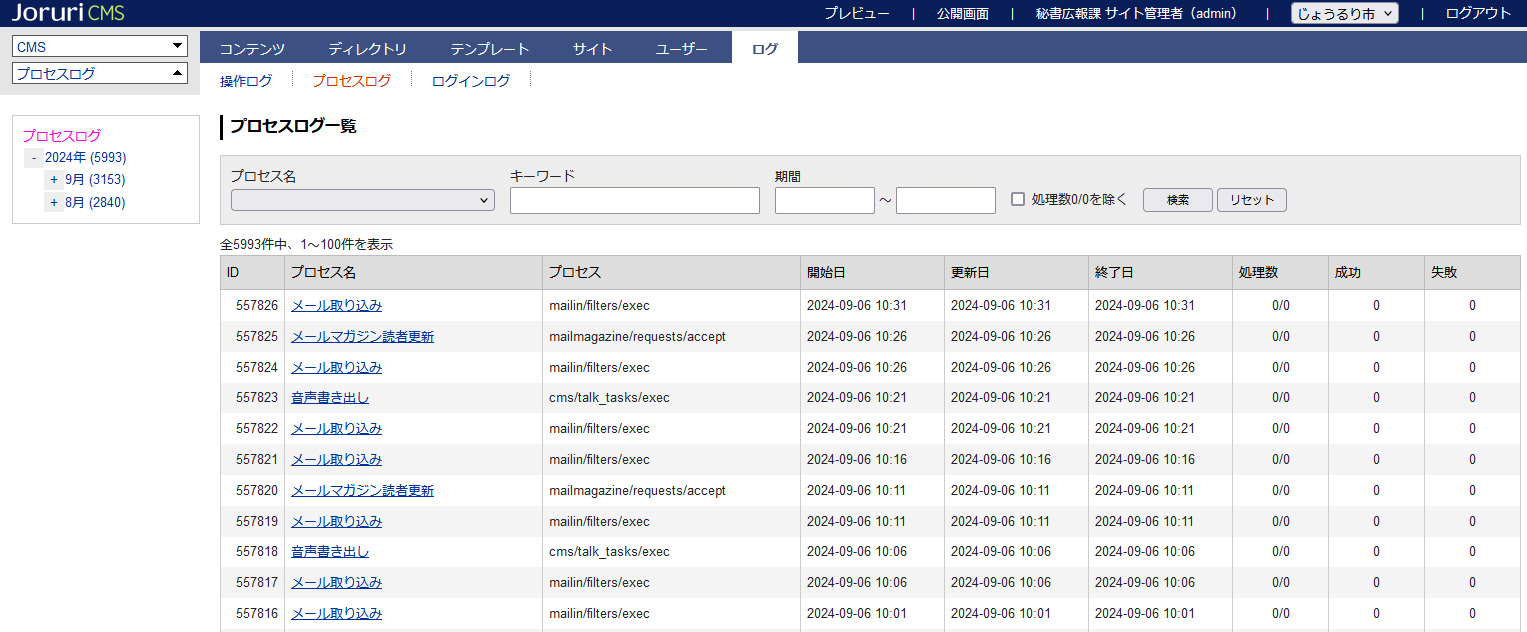 Joruri CMS プレビュー | 公開画面 | 秘書広報課 サイト管理者（admin） | じょうるり市 | ログアウト
CMS
プロセスログ
コンテンツ ディレクトリ テンプレート サイト ユーザー ログ
操作ログ プロセスログ ログインログ
プロセスログ
- 2024年 (5993)
+ 9月 (3153)
+ 8月 (2840)
プロセスログ一覧
プロセス名 キーワード 期間
～ 処理数0/0を除く 検索 リセット
全5993件中、1～100件を表示
ID プロセス名 プロセス 開始日 更新日 終了日 処理数 成功 失敗
557826 メール取り込み mailin/filters/exec 2024-09-06 10:31 2024-09-06 10:31 2024-09-06 10:31 0/0 0 0
557825 メールマガジン読者更新 mailmagazine/requests/accept 2024-09-06 10:26 2024-09-06 10:26 2024-09-06 10:26 0/0 0 0
557824 メール取り込み mailin/filters/exec 2024-09-06 10:26 2024-09-06 10:26 2024-09-06 10:26 0/0 0 0
557823 音声書き出し cms/talk_tasks/exec 2024-09-06 10:21 2024-09-06 10:21 2024-09-06 10:21 0/0 0 0
557822 メール取り込み mailin/filters/exec 2024-09-06 10:21 2024-09-06 10:21 2024-09-06 10:21 0/0 0 0
557821 メール取り込み mailin/filters/exec 2024-09-06 10:16 2024-09-06 10:16 2024-09-06 10:16 0/0 0 0
557820 メールマガジン読者更新 mailmagazine/requests/accept 2024-09-06 10:11 2024-09-06 10:11 2024-09-06 10:11 0/0 0 0
557819 メール取り込み mailin/filters/exec 2024-09-06 10:11 2024-09-06 10:11 2024-09-06 10:11 0/0 0 0
557818 音声書き出し cms/talk_tasks/exec 2024-09-06 10:06 2024-09-06 10:06 2024-09-06 10:06 0/0 0 0
557817 メール取り込み mailin/filters/exec 2024-09-06 10:06 2024-09-06 10:06 2024-09-06 10:06 0/0 0 0
557816 メール取り込み mailin/filters/exec 2024-09-06 10:01 2024-09-06 10:01 2024-09-06 10:01 0/0 0 0